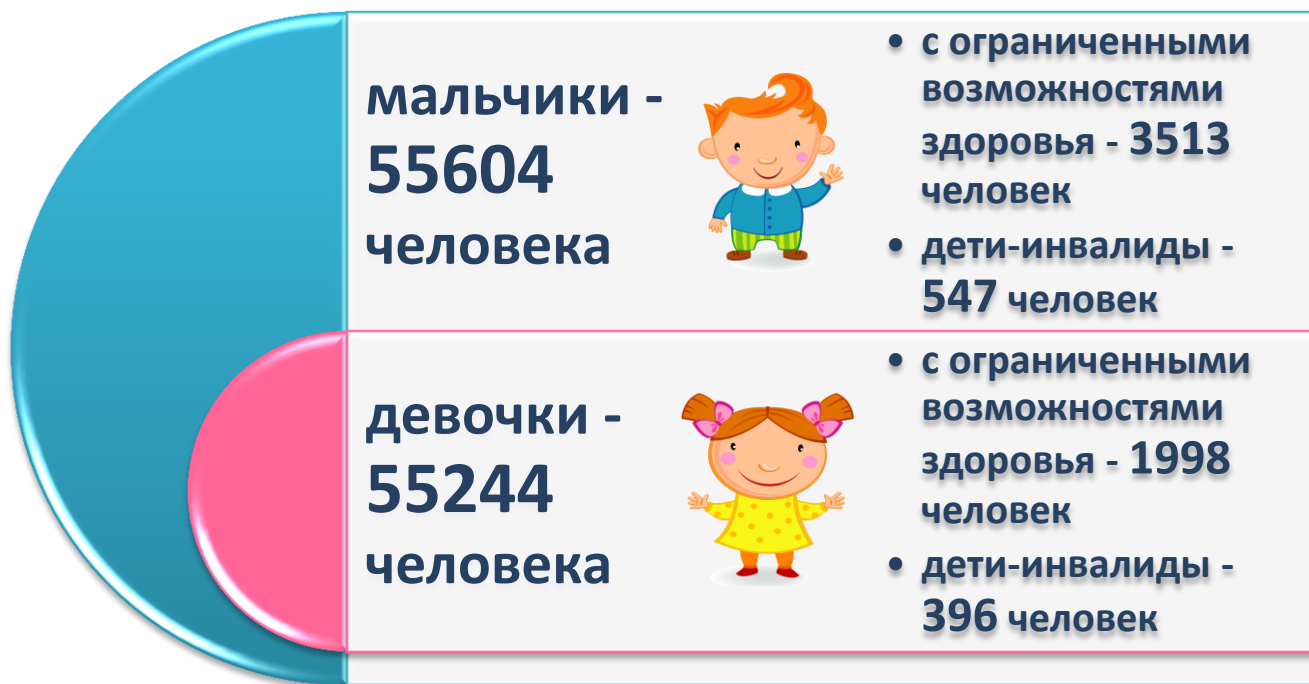 мальчики -
55604
человека
• с ограниченными
возможностями
здоровья - 3513
человек
• дети-инвалиды -
547 человек
девочки -
55244
человека
• с ограниченными
возможностями
здоровья - 1998
человек
• дети-инвалиды -
396 человек